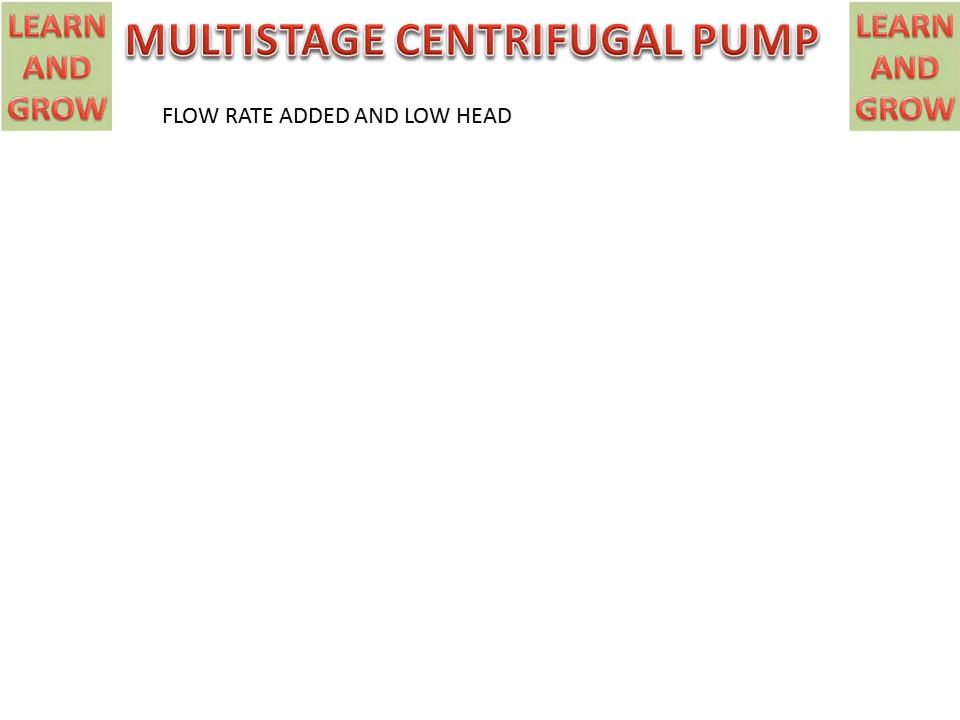 LEARN
AND
GROW
MULTISTAGE CENTRIFUGAL PUMP
LEARN
AND
GROW
FLOW RATE ADDED AND LOW HEAD